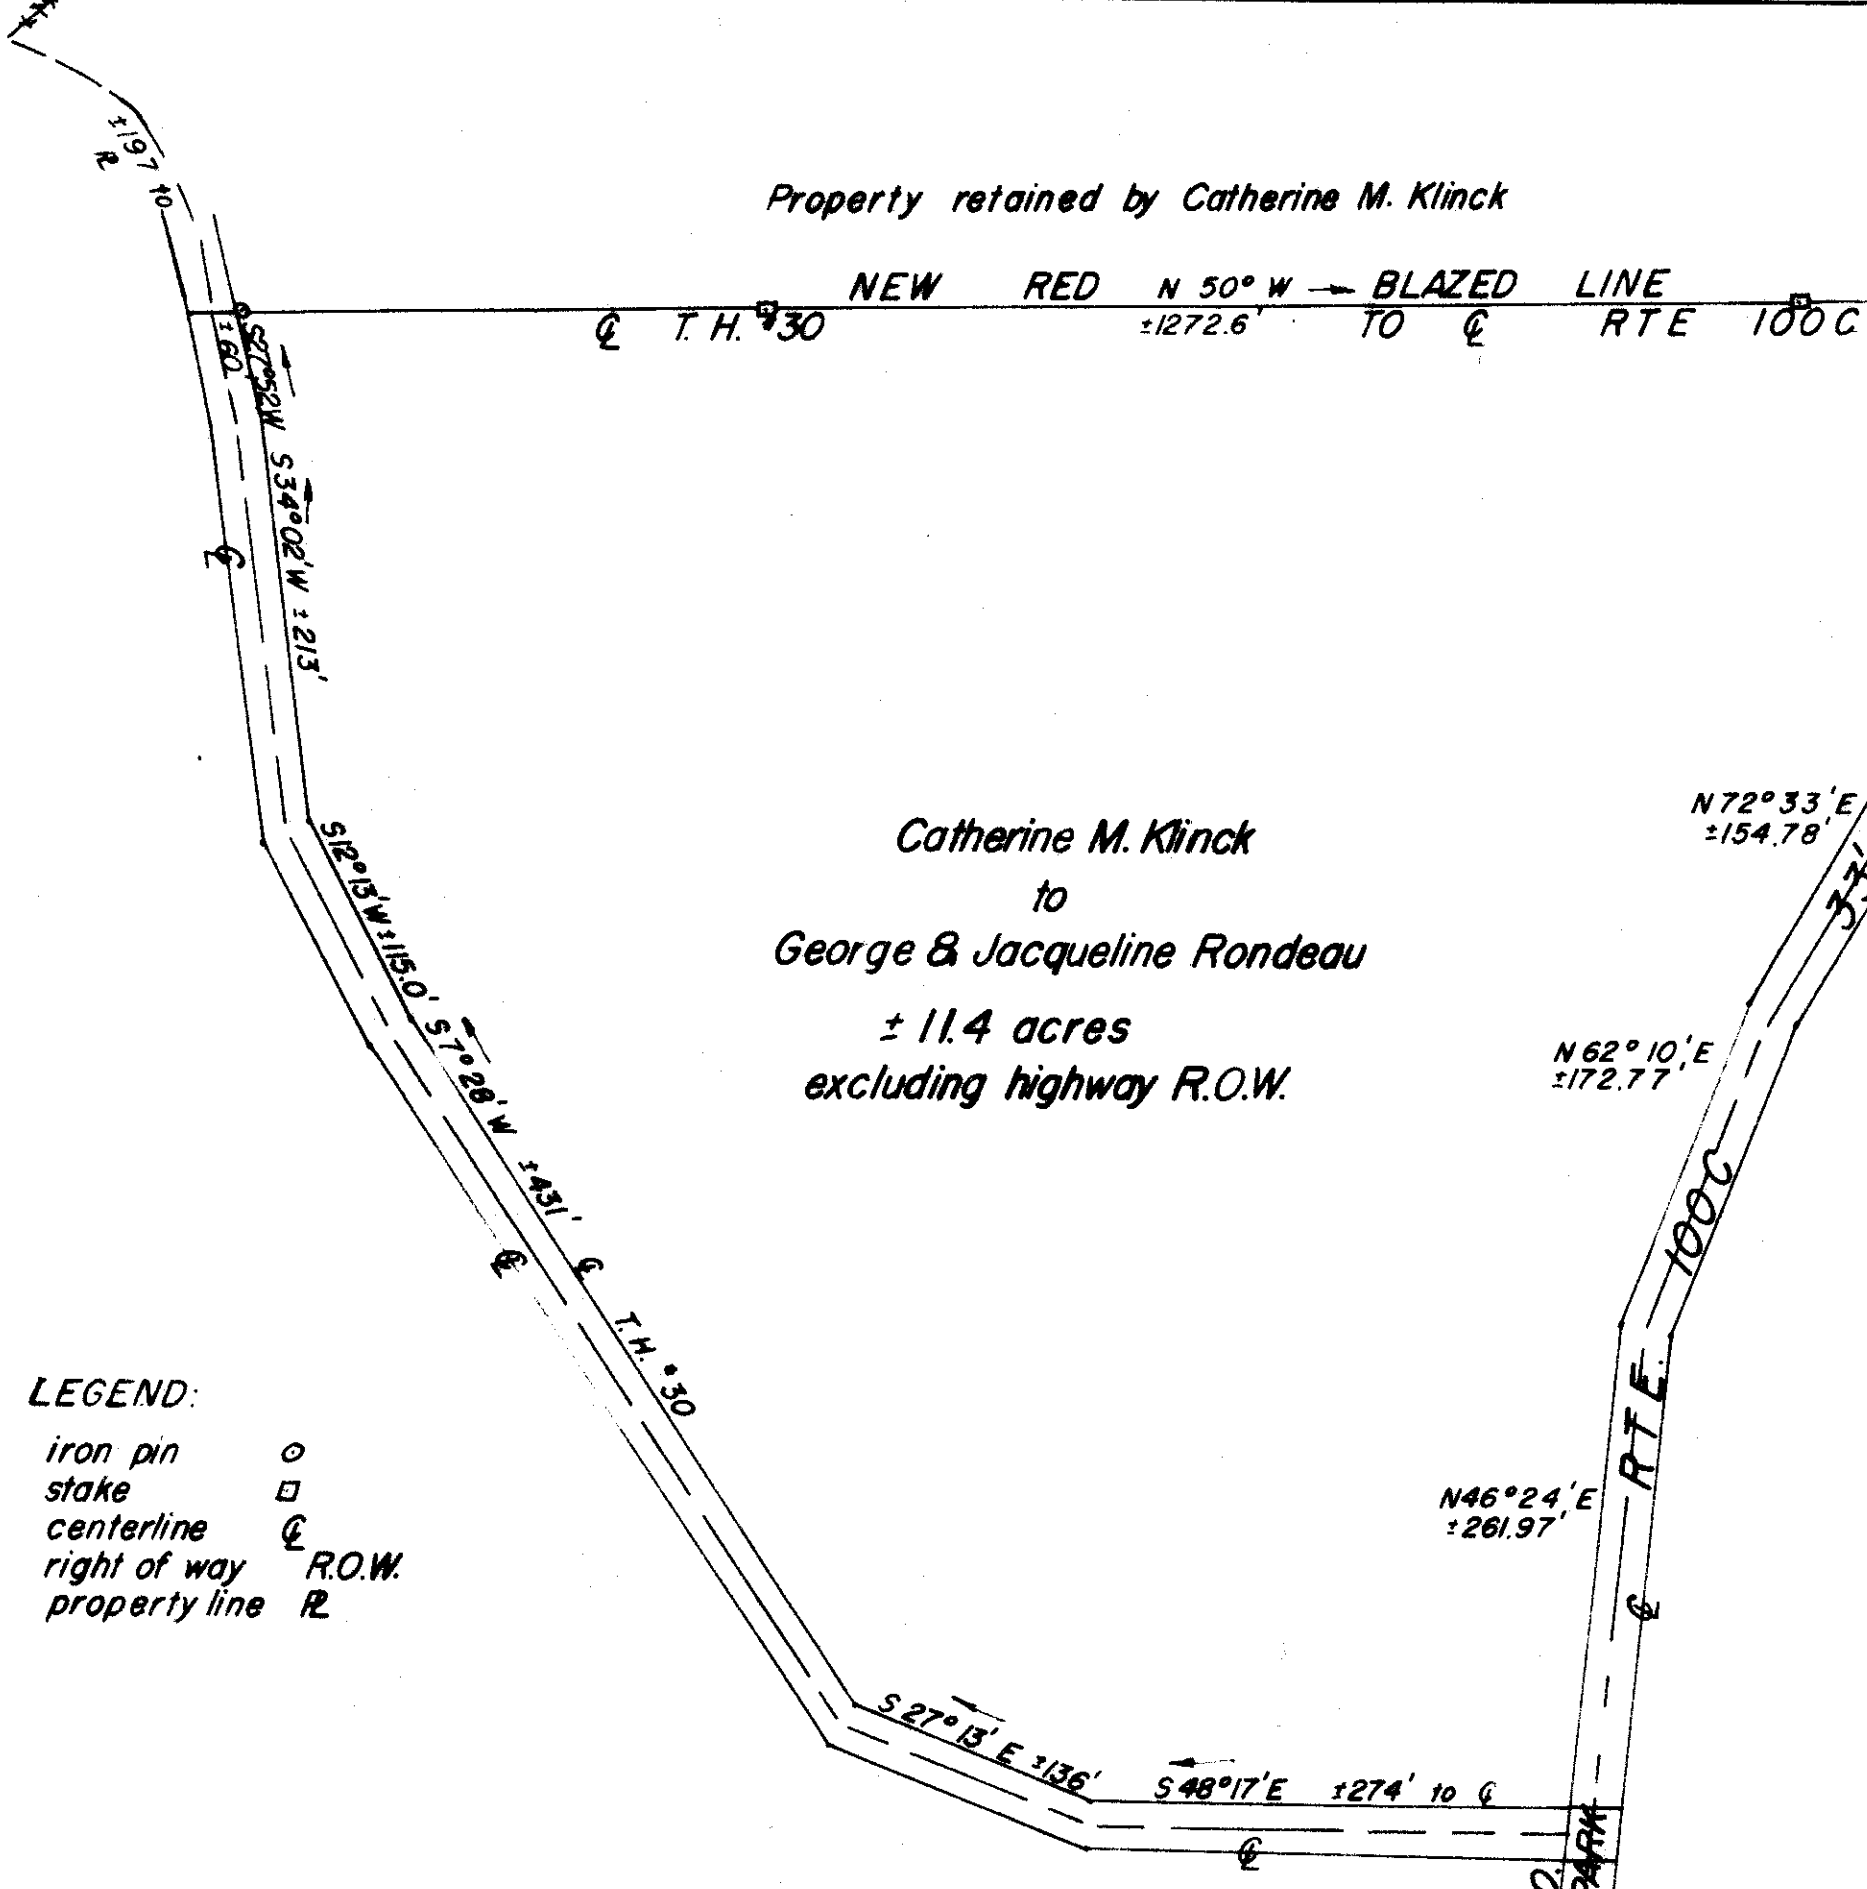 ±197 to
PL
Property retained by Catherine M. Klinck
NEW RED N 50° W BLAZED LINE
℄ T. H. #30 ±1272.6' TO ℄ RTE 100C
±60'
S27°52'W
S34°02'W ±213'
℄
S12°13'W ±115.0'
S7°28'W ±431'
℄
℄
T.H. #30
Catherine M. Klinck
to
George & Jacqueline Rondeau
± 11.4 acres
excluding highway R.O.W.
N72°33'E
±154.78'
N62°10'E
±172.77'
RTE. 100C
N46°24'E
±261.97'
℄
LEGEND:
iron pin
stake
centerline ℄
right of way R.O.W.
property line PL
S27°13'E ±136'
S48°17'E ±274' to ℄
℄